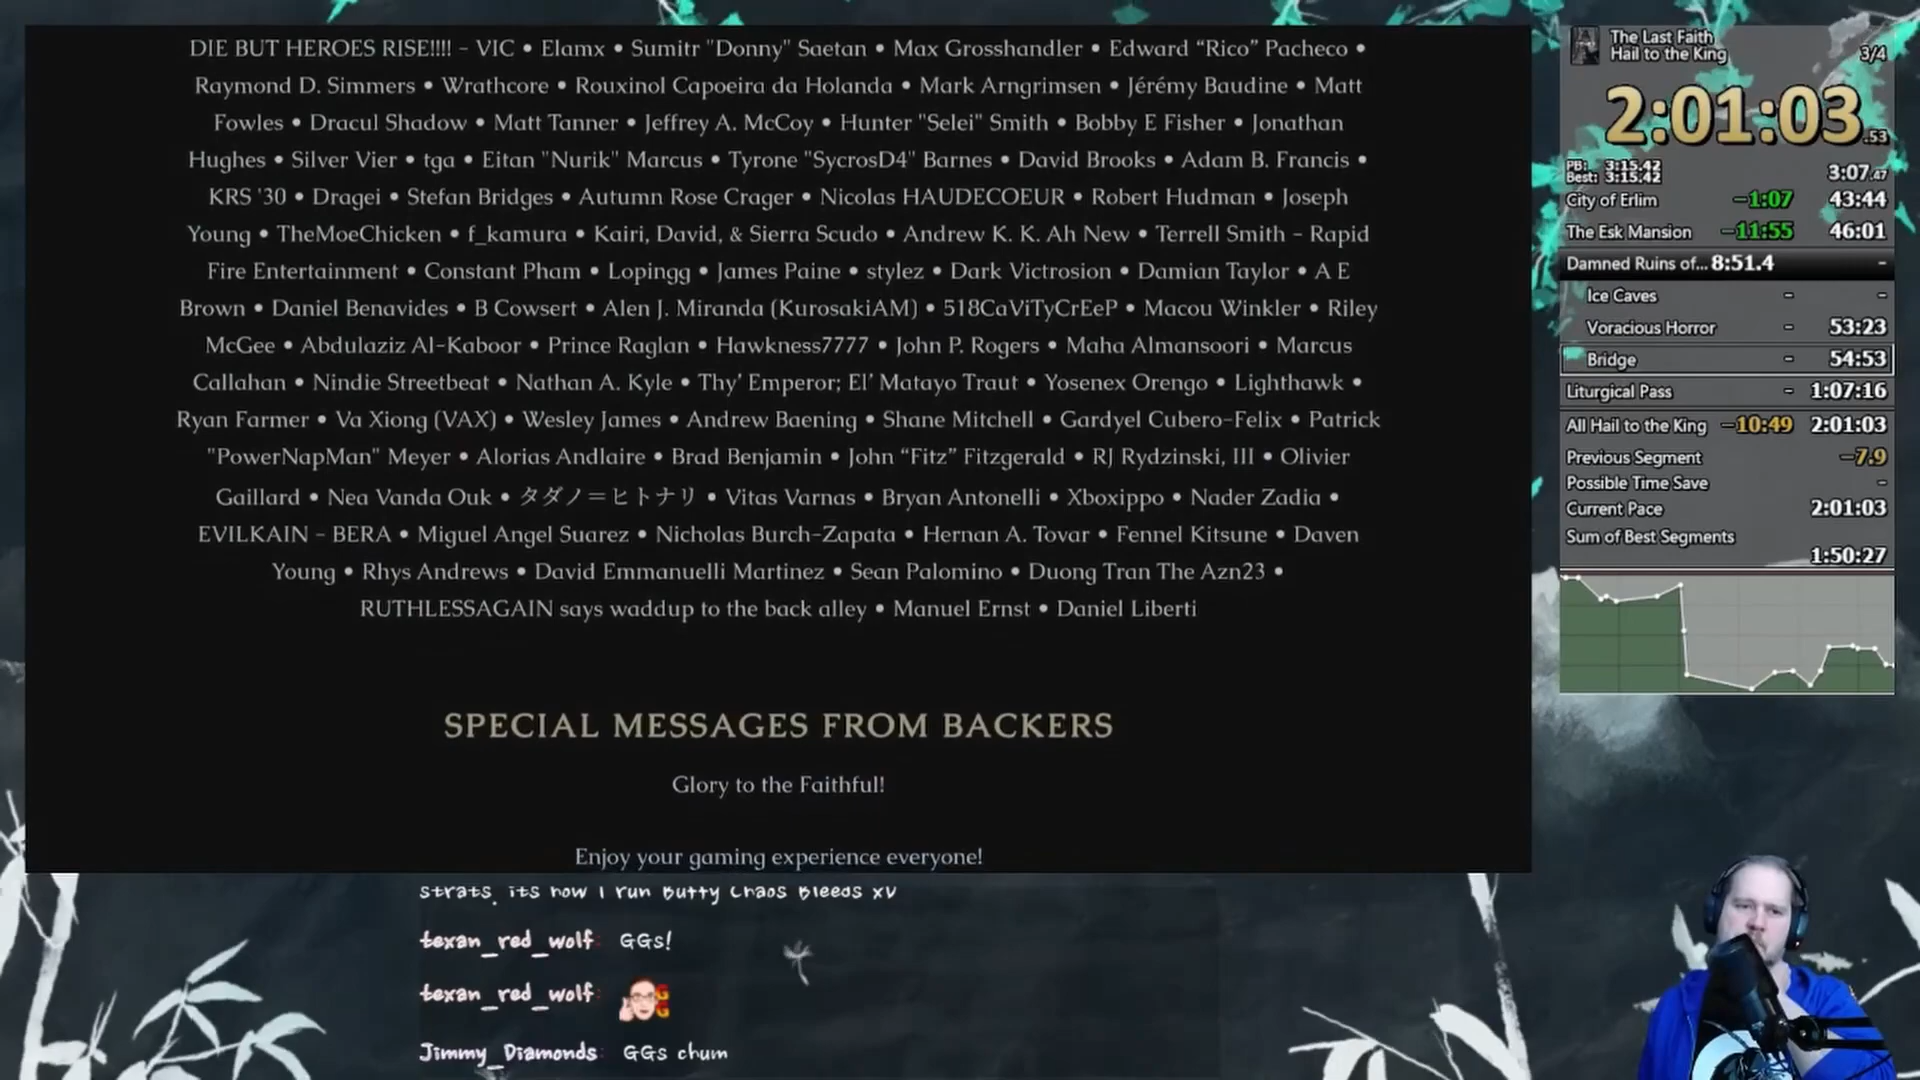 DIE BUT HEROES RISE!!!! - VIC • Elamx • Sumitr "Donny" Saetan • Max Grosshandler • Edward “Rico” Pacheco •
Raymond D. Simmers • Wrathcore • Rouxinol Capoeira da Holanda • Mark Arngrimsen • Jérémy Baudine • Matt
Fowles • Dracul Shadow • Matt Tanner • Jeffrey A. McCoy • Hunter "Selei" Smith • Bobby E Fisher • Jonathan
Hughes • Silver Vier • tga • Eitan "Nurik" Marcus • Tyrone "SycrosD4" Barnes • David Brooks • Adam B. Francis •
KRS '30 • Dragei • Stefan Bridges • Autumn Rose Crager • Nicolas HAUDECOEUR • Robert Hudman • Joseph
Young • TheMoeChicken • f_kamura • Kairi, David, & Sierra Scudo • Andrew K. K. Ah New • Terrell Smith - Rapid
Fire Entertainment • Constant Pham • Lopingg • James Paine • stylez • Dark Victrosion • Damian Taylor • A E
Brown • Daniel Benavides • B Cowsert • Alen J. Miranda (KurosakiAM) • 518CaViTyCrEeP • Macou Winkler • Riley
McGee • Abdulaziz Al-Kaboor • Prince Raglan • Hawkness7777 • John P. Rogers • Maha Almansoori • Marcus
Callahan • Nindie Streetbeat • Nathan A. Kyle • Thy’ Emperor; El’ Matayo Traut • Yosenex Orengo • Lighthawk •
Ryan Farmer • Va Xiong (VAX) • Wesley James • Andrew Baening • Shane Mitchell • Gardyel Cubero-Felix • Patrick
"PowerNapMan" Meyer • Alorias Andlaire • Brad Benjamin • John “Fitz” Fitzgerald • RJ Rydzinski, III • Olivier
Gaillard • Nea Vanda Ouk • タダノ＝ヒトナリ • Vitas Varnas • Bryan Antonelli • Xboxippo • Nader Zadia •
EVILKAIN - BERA • Miguel Angel Suarez • Nicholas Burch-Zapata • Hernan A. Tovar • Fennel Kitsune • Daven
Young • Rhys Andrews • David Emmanuelli Martinez • Sean Palomino • Duong Tran The Azn23 •
RUTHLESSAGAIN says waddup to the back alley • Manuel Ernst • Daniel Liberti
SPECIAL MESSAGES FROM BACKERS
Glory to the Faithful!
Enjoy your gaming experience everyone!
strats, its how I run Buffy Chaos Bleeds XD
texan_red_wolf: GGs!
texan_red_wolf: GG
Jimmy_Diamonds: GGs chum
The Last Faith
Hail to the King 3/4
2:01:03.53
PB: 3:15.42
Best: 3:15.42 3:07.47
City of Erlim -1:07 43:44
The Esk Mansion -11:55 46:01
Damned Ruins of... 8:51.4 -
Ice Caves - -
Voracious Horror - 53:23
Bridge - 54:53
Liturgical Pass - 1:07:16
All Hail to the King -10:49 2:01:03
Previous Segment -7.9
Possible Time Save -
Current Pace 2:01:03
Sum of Best Segments
1:50:27